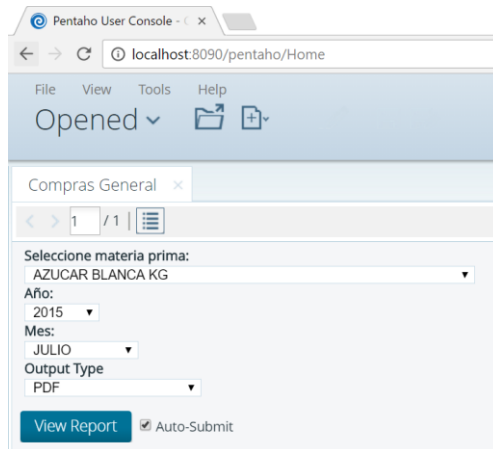 Pentaho User Console - C
localhost:8090/pentaho/Home
File View Tools Help
Opened
Compras General
1 / 1
Seleccione materia prima:
AZUCAR BLANCA KG
Año:
2015
Mes:
JULIO
Output Type
PDF
View Report Auto-Submit